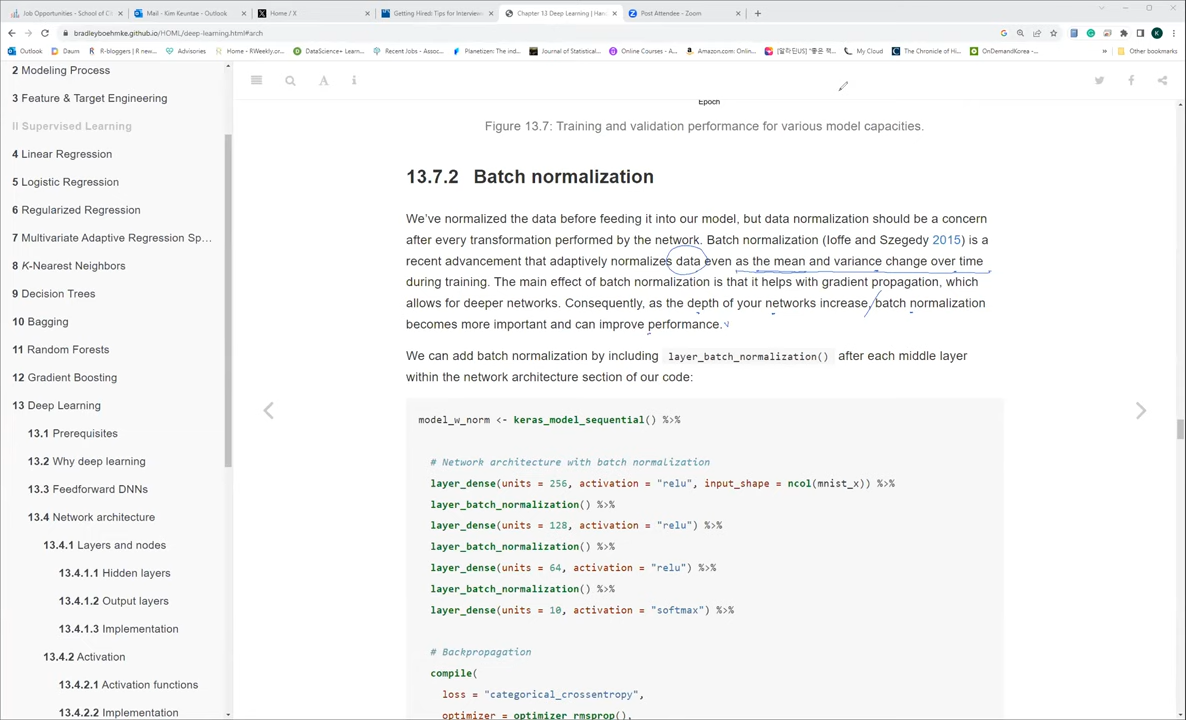 Job Opportunities - School of Ci
Mail - Kim Keuntae - Outlook
Home / X
Getting Hired: Tips for Interview
Chapter 13 Deep Learning | Han
Post Attendee - Zoom
bradleyboehmke.github.io/HOML/deep-learning.html#arch
Outlook
Daum
R-bloggers | R new...
Advisories
Home - RWeekly.or...
DataScience+ Learn...
Recent Jobs - Assoc...
Planetizen: The ind...
Journal of Statistical...
Online Courses - A...
Amazon.com: Onlin...
[알라딘US] "좋은 책...
My Cloud
The Chronicle of Hi...
OnDemandKorea -
Other bookmarks
2 Modeling Process
3 Feature & Target Engineering
II Supervised Learning
4 Linear Regression
5 Logistic Regression
6 Regularized Regression
7 Multivariate Adaptive Regression Sp...
8 K-Nearest Neighbors
9 Decision Trees
10 Bagging
11 Random Forests
12 Gradient Boosting
13 Deep Learning
13.1 Prerequisites
13.2 Why deep learning
13.3 Feedforward DNNs
13.4 Network architecture
13.4.1 Layers and nodes
13.4.1.1 Hidden layers
13.4.1.2 Output layers
13.4.1.3 Implementation
13.4.2 Activation
13.4.2.1 Activation functions
13.4.2.2 Implementation
Epoch
Figure 13.7: Training and validation performance for various model capacities.
13.7.2 Batch normalization
We've normalized the data before feeding it into our model, but data normalization should be a concern
after every transformation performed by the network. Batch normalization (Ioffe and Szegedy 2015) is a
recent advancement that adaptively normalizes data even as the mean and variance change over time
during training. The main effect of batch normalization is that it helps with gradient propagation, which
allows for deeper networks. Consequently, as the depth of your networks increase, batch normalization
becomes more important and can improve performance.
We can add batch normalization by including layer_batch_normalization() after each middle layer
within the network architecture section of our code:
model_w_norm <- keras_model_sequential() %>%
# Network architecture with batch normalization
layer_dense(units = 256, activation = "relu", input_shape = ncol(mnist_x)) %>%
layer_batch_normalization() %>%
layer_dense(units = 128, activation = "relu") %>%
layer_batch_normalization() %>%
layer_dense(units = 64, activation = "relu") %>%
layer_batch_normalization() %>%
layer_dense(units = 10, activation = "softmax") %>%
# Backpropagation
compile(
loss = "categorical_crossentropy",
optimizer = optimizer_rmsprop(),